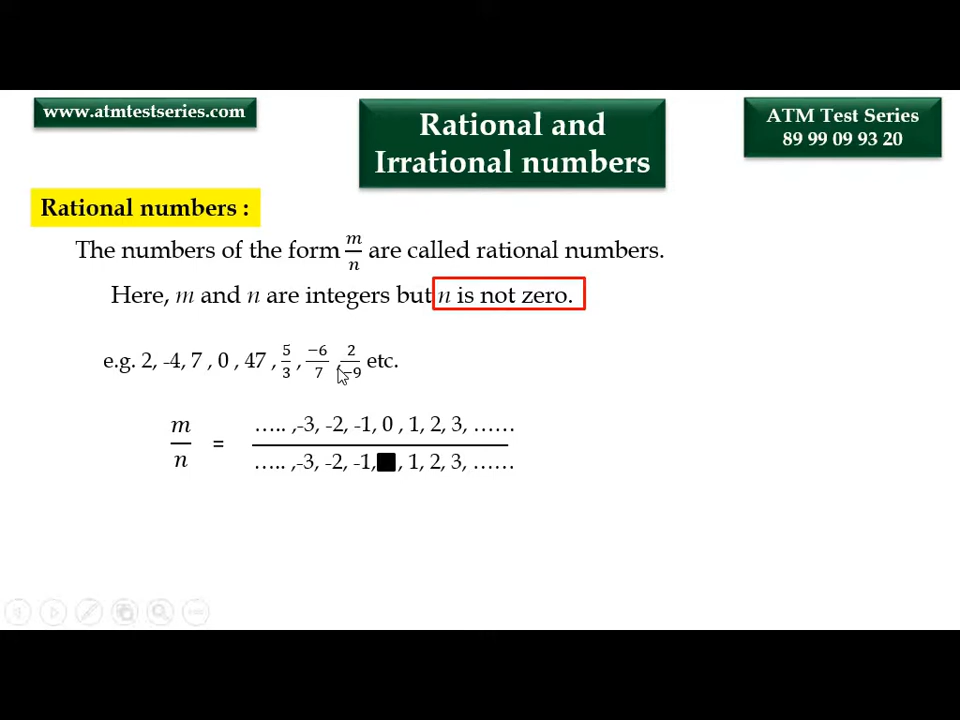 www.atmtestseries.com
Rational and
Irrational numbers
ATM Test Series
89 99 09 93 20
Rational numbers :
The numbers of the form m/n are called rational numbers.
Here, m and n are integers but n is not zero.
e.g. 2, -4, 7 , 0 , 47 , 5/3 , −6/7 , 2/−9 etc.
m/n = ….. ,-3, -2, -1, 0 , 1, 2, 3, ……
….. ,-3, -2, -1, , 1, 2, 3, ……